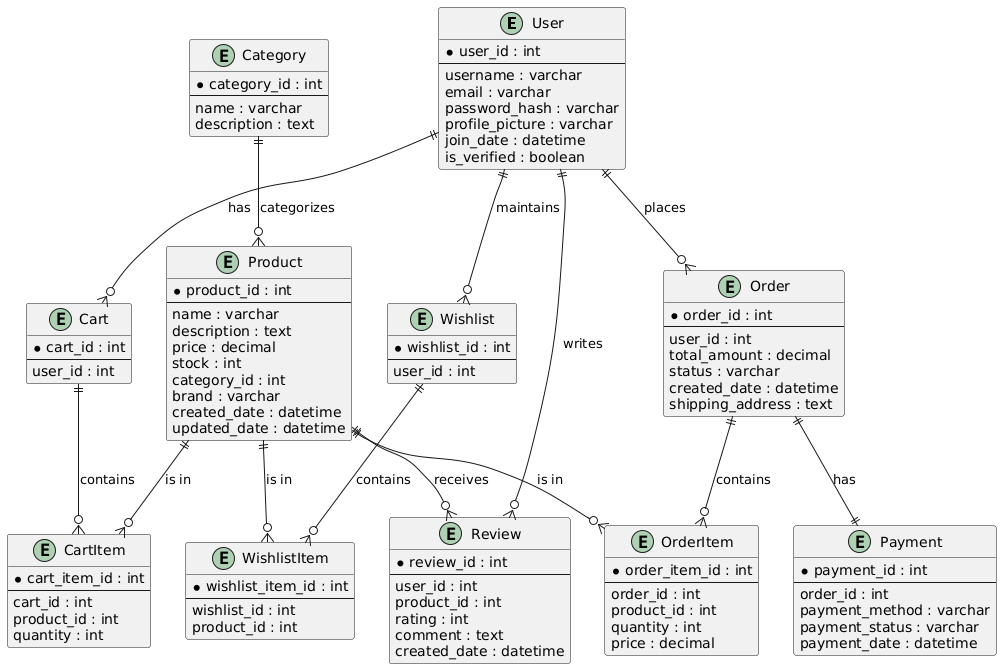 E User
* user_id : int
username : varchar
email : varchar
password_hash : varchar
profile_picture : varchar
join_date : datetime
is_verified : boolean
E Category
* category_id : int
name : varchar
description : text
has
categorizes
maintains
places
E Product
* product_id : int
name : varchar
description : text
price : decimal
stock : int
category_id : int
brand : varchar
created_date : datetime
updated_date : datetime
E Order
* order_id : int
user_id : int
total_amount : decimal
status : varchar
created_date : datetime
shipping_address : text
E Cart
* cart_id : int
user_id : int
E Wishlist
* wishlist_id : int
user_id : int
writes
contains
is in
is in
contains
receives
is in
contains
has
E CartItem
* cart_item_id : int
cart_id : int
product_id : int
quantity : int
E WishlistItem
* wishlist_item_id : int
wishlist_id : int
product_id : int
E Review
* review_id : int
user_id : int
product_id : int
rating : int
comment : text
created_date : datetime
E OrderItem
* order_item_id : int
order_id : int
product_id : int
quantity : int
price : decimal
E Payment
* payment_id : int
order_id : int
payment_method : varchar
payment_status : varchar
payment_date : datetime